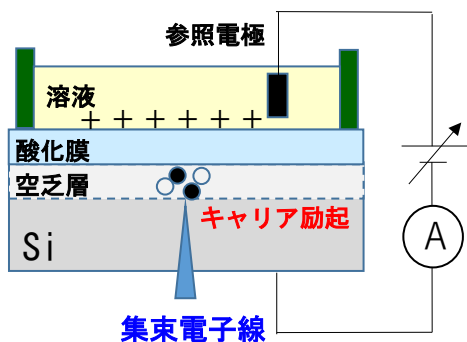 参照電極
溶液
+ + + + + +
酸化膜
空乏層
キャリア励起
Si
A
集束電子線